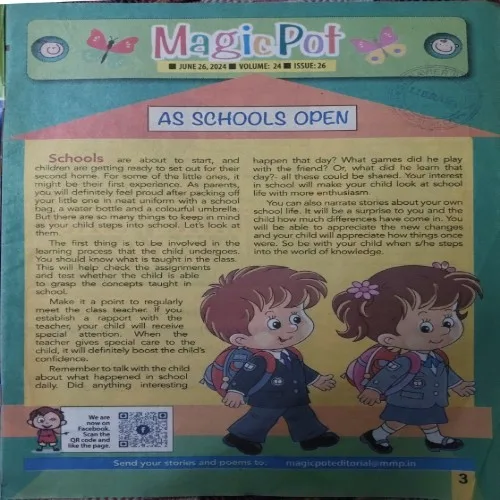 MagicPot
JUNE 26, 2024 VOLUME: 24 ISSUE: 26
AS SCHOOLS OPEN
Schools are about to start, and
children are getting ready to set out for their
second home. For some of the little ones, it
might be their first experience. As parents,
you will definitely feel proud after packing off
your little one in neat uniform with a school
bag, a water bottle and a colourful umbrella.
But there are so many things to keep in mind
as your child steps into school. Let's look at
them.
The first thing is to be involved in the
learning process that the child undergoes.
You should know what is taught in the class.
This will help check the assignments
and test whether the child is able
to grasp the concepts taught in
school.
Make it a point to regularly
meet the class teacher. If you
establish a rapport with the
teacher, your child will receive
special attention. When the
teacher gives special care to the
child, it will definitely boost the child's
confidence.
Remember to talk with the child
about what happened in school
daily. Did anything interesting
happen that day? What games did he play
with the friend? Or, what did he learn that
day?- all these could be shared. Your interest
in school will make your child look at school
life with more enthusiasm.
You can also narrate stories about your own
school life. It will be a surprise to you and the
child how much differences have come in. You
will be able to appreciate the new changes
and your child will appreciate how things once
were. So be with your child when s/he steps
into the world of knowledge.
We are
now on
Facebook.
Scan the
QR code and
like the page.
Send your stories and poems to: magicpoteditorial@mmp.in
3